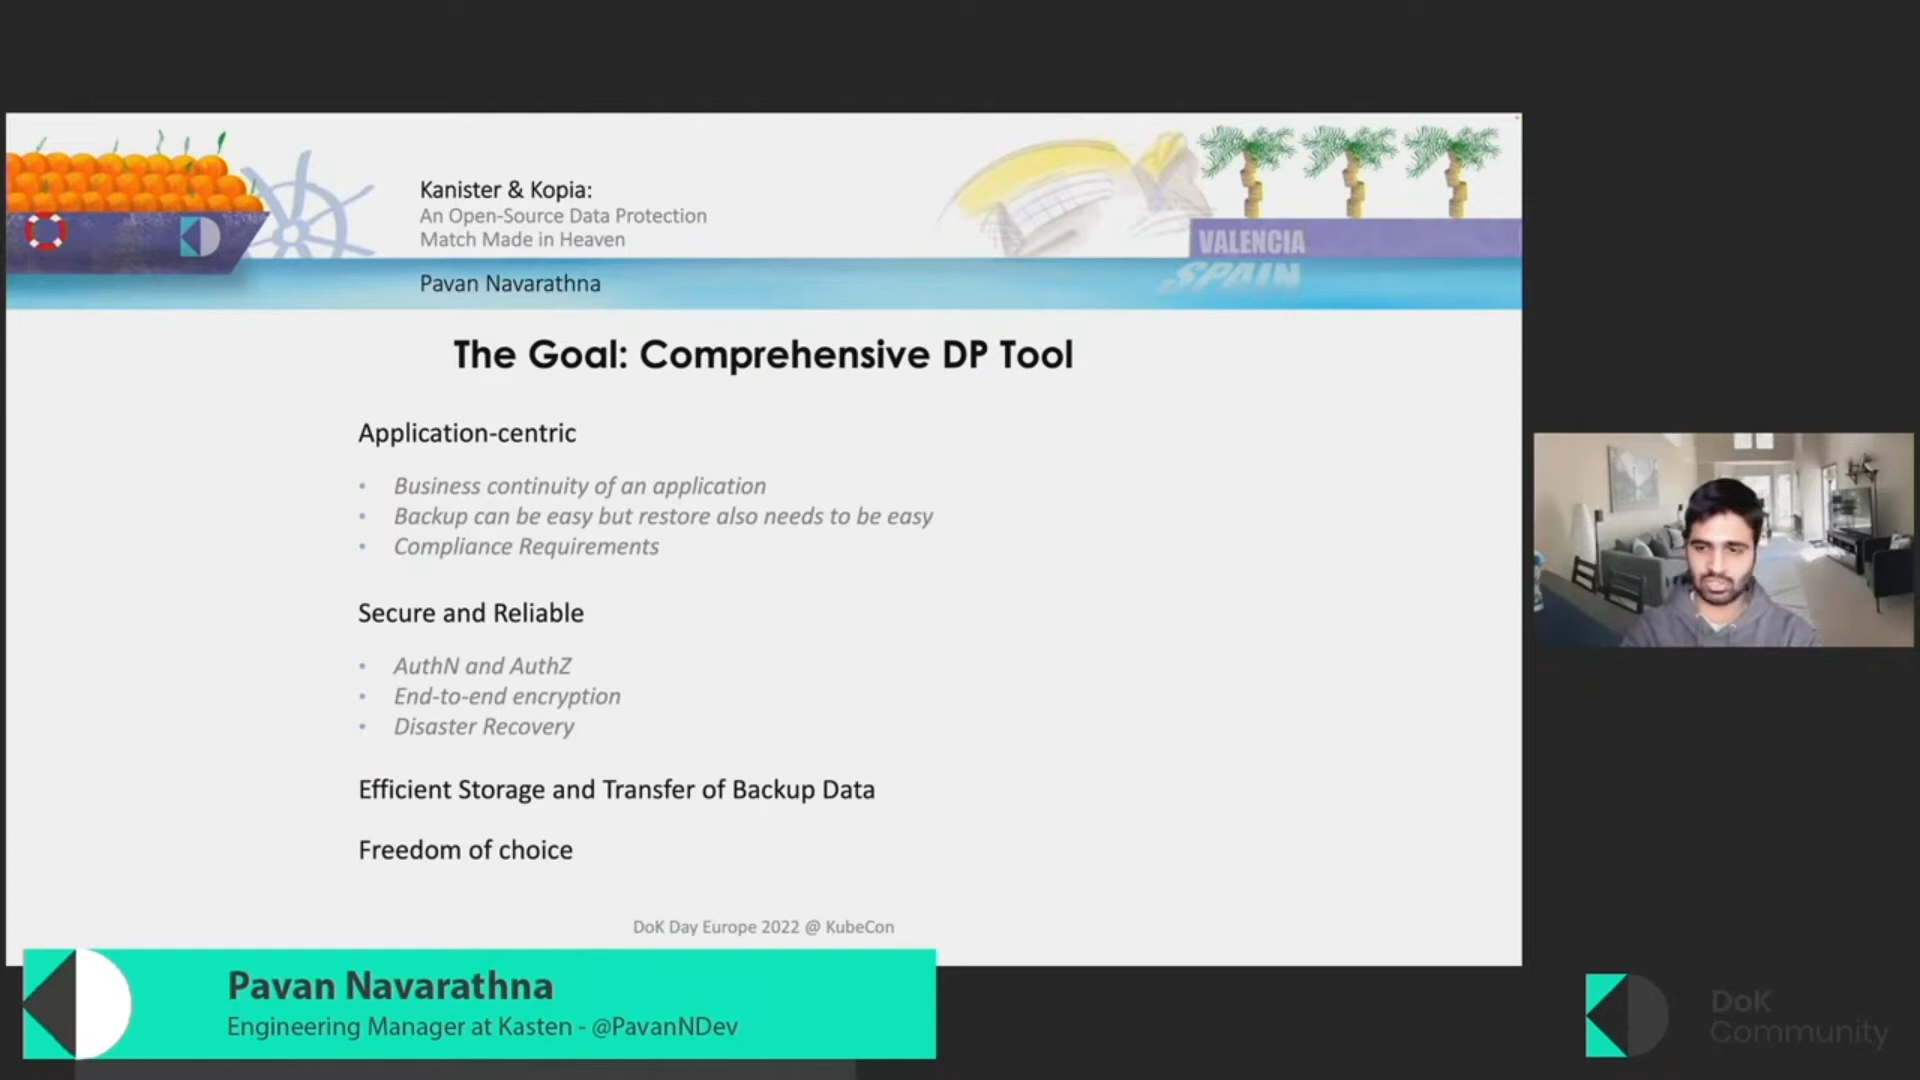 Kanister & Kopia:
An Open-Source Data Protection
Match Made in Heaven
Pavan Navarathna
VALENCIA
SPAIN
The Goal: Comprehensive DP Tool
Application-centric
• Business continuity of an application
• Backup can be easy but restore also needs to be easy
• Compliance Requirements
Secure and Reliable
• AuthN and AuthZ
• End-to-end encryption
• Disaster Recovery
Efficient Storage and Transfer of Backup Data
Freedom of choice
DoK Day Europe 2022 @ KubeCon
Pavan Navarathna
Engineering Manager at Kasten - @PavanNDev
DoK
Community